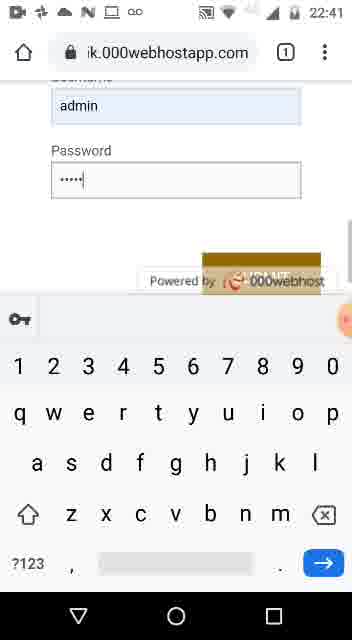 22:41
ik.000webhostapp.com
1
admin
Password
•••••
Powered by 000webhost
1 2 3 4 5 6 7 8 9 0
q w e r t y u i o p
a s d f g h j k l
z x c v b n m
?123 , .